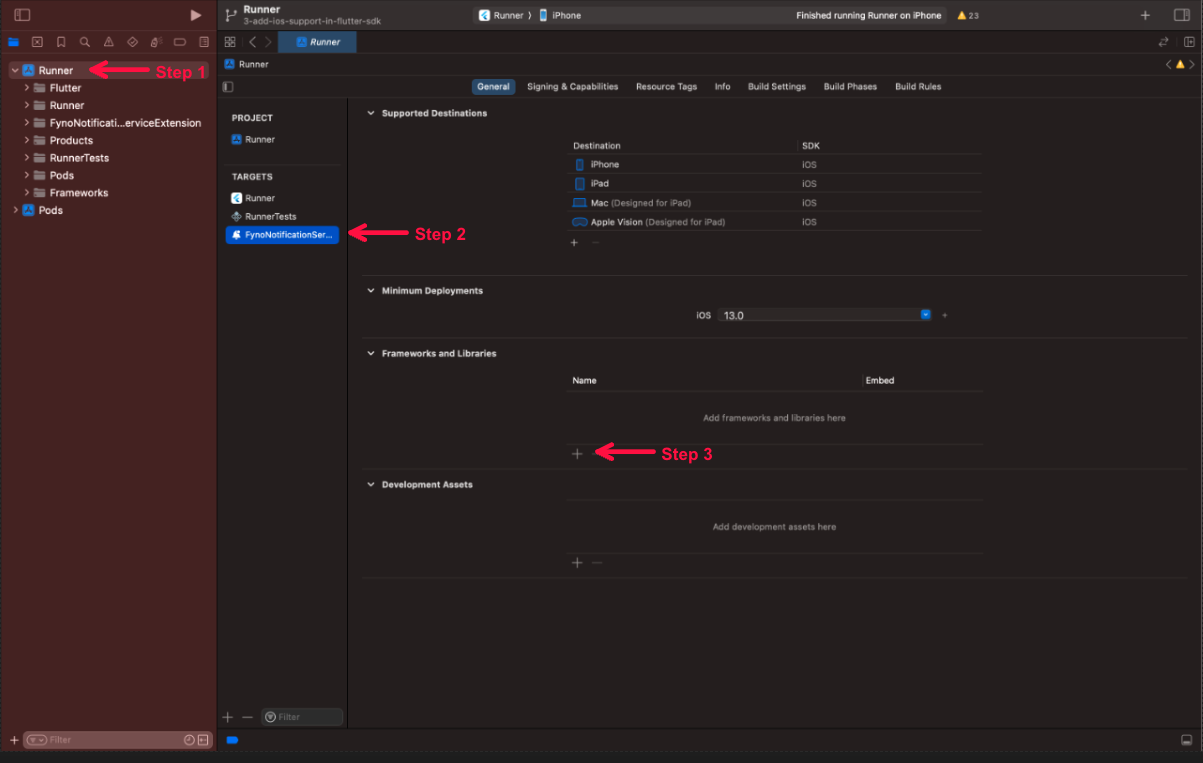 Runner
3-add-ios-support-in-flutter-sdk
Runner 〉 iPhone
Finished running Runner on iPhone
23
Runner
Runner
Step 1
Flutter
Runner
FynoNotificati...erviceExtension
Products
RunnerTests
Pods
Frameworks
Pods
Filter
Runner
General
Signing & Capabilities
Resource Tags
Info
Build Settings
Build Phases
Build Rules
PROJECT
Runner
TARGETS
Runner
RunnerTests
FynoNotificationSer...
Step 2
Filter
Supported Destinations
Destination SDK
iPhone iOS
iPad iOS
Mac (Designed for iPad) iOS
Apple Vision (Designed for iPad) iOS
Minimum Deployments
iOS 13.0
Frameworks and Libraries
Name Embed
Add frameworks and libraries here
Step 3
Development Assets
Add development assets here